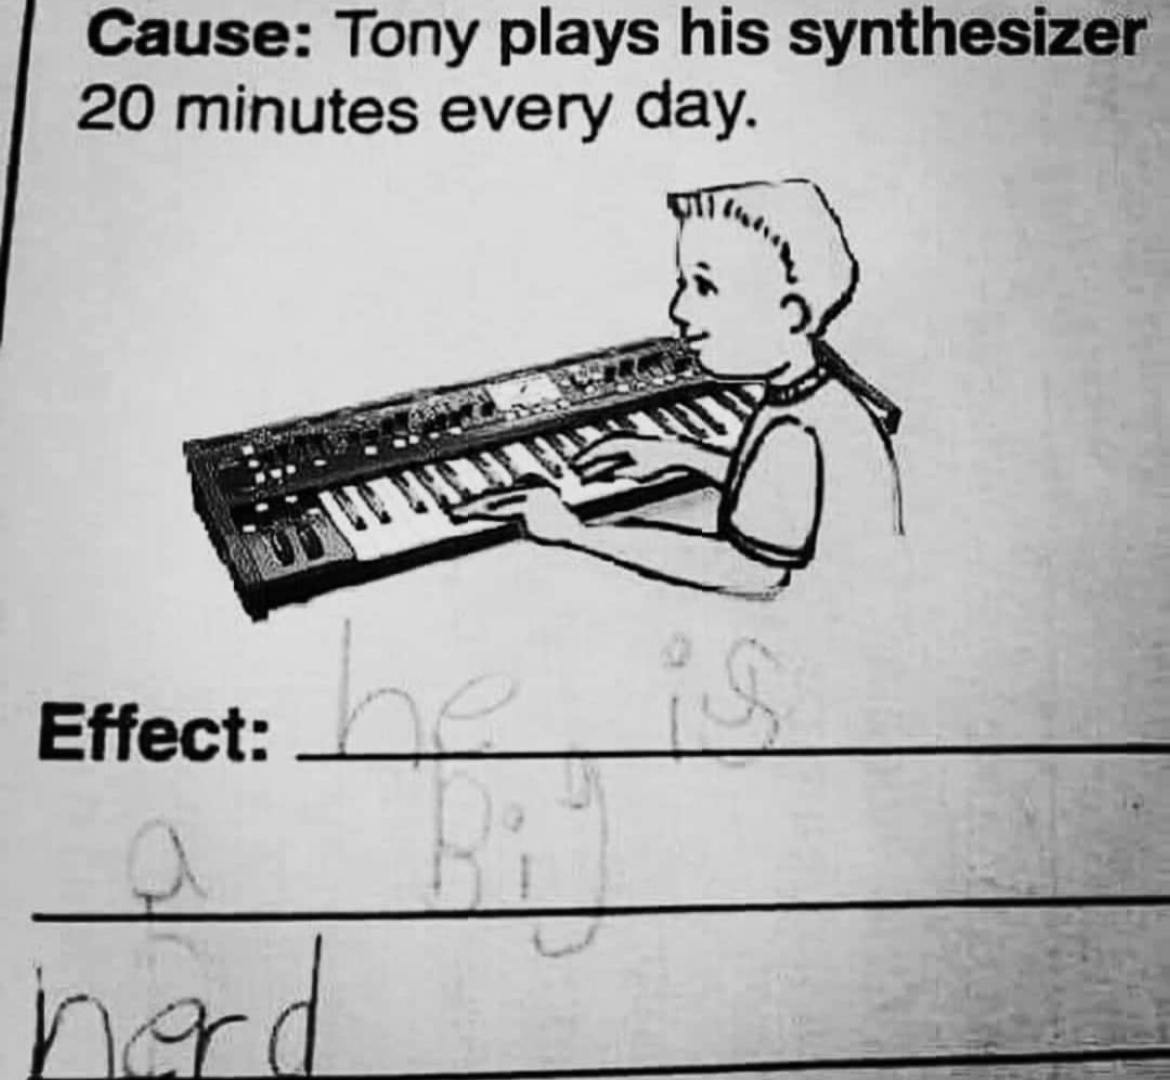 Cause: Tony plays his synthesizer
20 minutes every day.
Effect: he is
a Big
nerd